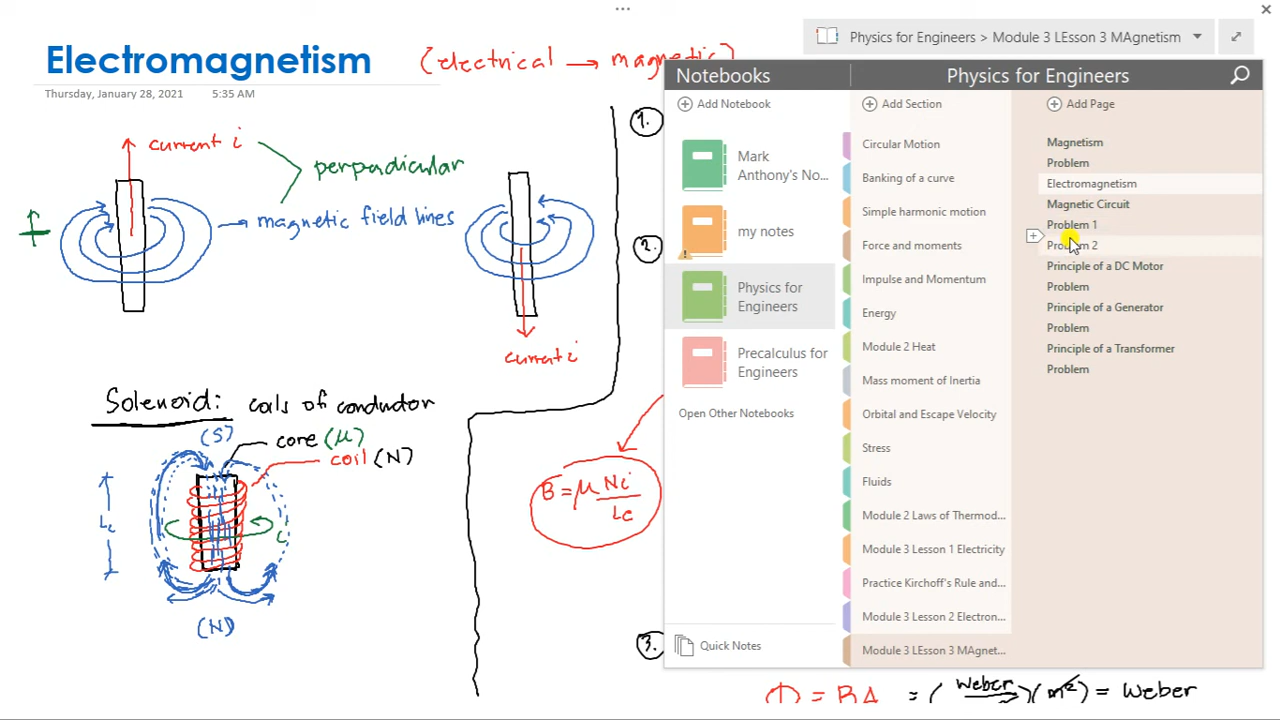 Electromagnetism
(electrical → magnetic)
Thursday, January 28, 2021 5:35 AM
current i
perpadicular
magnetic field lines
current i
1.
2.
Solenoid: coils of conductor
(S)
core (μ)
coil (N)
Lc
(N)
B = μ Ni
Lc
3.
Φ = BA = (Weber
)(m²) = Weber
Physics for Engineers > Module 3 LEsson 3 MAgnetism
Notebooks
Physics for Engineers
Add Notebook
Add Section
Add Page
Mark
Anthony's No...
my notes
Physics for
Engineers
Precalculus for
Engineers
Open Other Notebooks
Quick Notes
Circular Motion
Banking of a curve
Simple harmonic motion
Force and moments
Impulse and Momentum
Energy
Module 2 Heat
Mass moment of Inertia
Orbital and Escape Velocity
Stress
Fluids
Module 2 Laws of Thermod...
Module 3 Lesson 1 Electricity
Practice Kirchoff's Rule and...
Module 3 Lesson 2 Electron...
Module 3 LEsson 3 MAgnet...
Magnetism
Problem
Electromagnetism
Magnetic Circuit
Problem 1
Problem 2
Principle of a DC Motor
Problem
Principle of a Generator
Problem
Principle of a Transformer
Problem